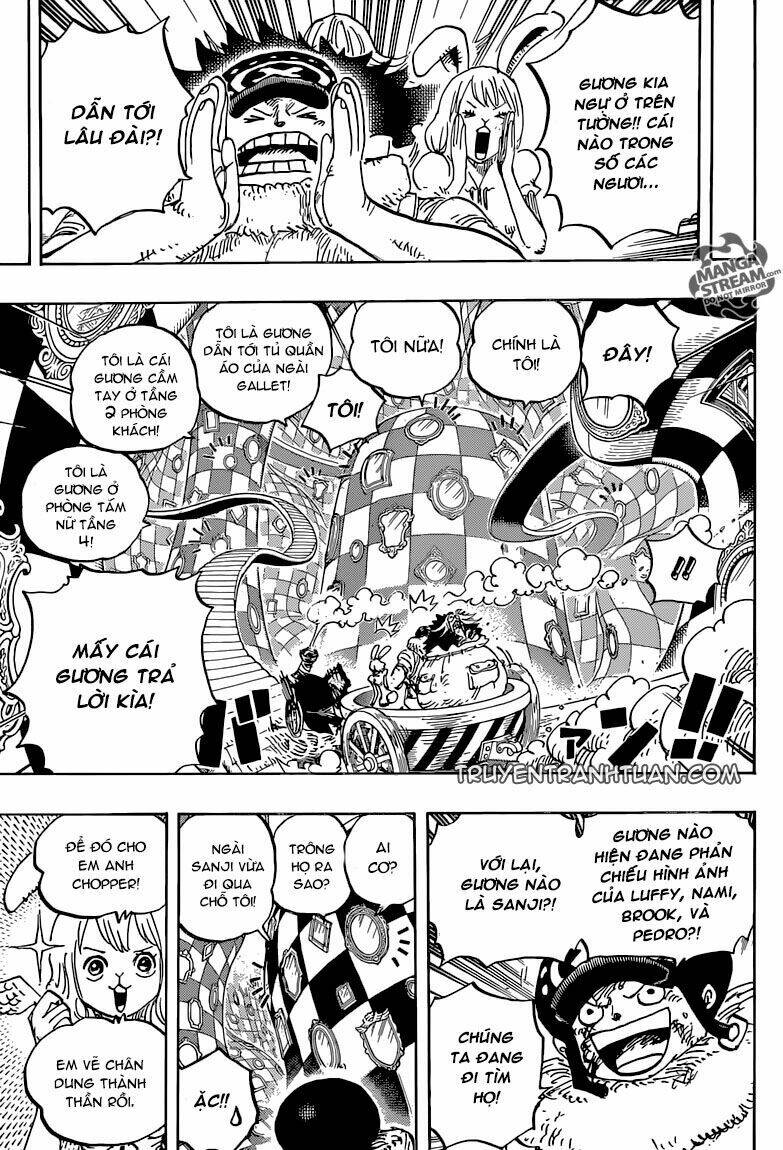 GƯƠNG KIA
NGỰ Ở TRÊN
TƯỜNG!! CÁI
NÀO TRONG
SỐ CÁC
NGƯƠI...
DẪN TỚI
LÂU ĐÀI?!
MANGA
STREAM.COM
DO NOT MIRROR!
ĐÂY!
CHÍNH LÀ
TÔI!
TÔI NỮA!
TÔI!
TÔI LÀ GƯƠNG
DẪN TỚI TỦ QUẦN
ÁO CỦA NGÀI
GALLET!
TÔI LÀ CÁI
GƯƠNG CẦM
TAY Ở TẦNG
2 PHÒNG
KHÁCH!
TÔI LÀ
GƯƠNG Ở
PHÒNG TẮM
NỮ TẦNG
4!
!!
MẤY CÁI
GƯƠNG TRẢ
LỜI KÌA!
バァン!!
TRUYENTRANHTUAN.COM
GƯƠNG NÀO
HIỆN ĐANG PHẢN
CHIẾU HÌNH ẢNH
CỦA LUFFY, NAMI,
BROOK, VÀ
PEDRO?!
VỚI LẠI,
GƯƠNG NÀO
LÀ SANJI?!
CHÚNG
TA ĐANG
ĐI TÌM
HỌ!
AI
CƠ?
TRÔNG
HỌ RA
SAO?
NGÀI
SANJI VỪA
ĐI QUA
CHỖ TÔI!
ẶC!!
ĐỂ ĐÓ CHO
EM ANH
CHOPPER!
EM VẼ CHÂN
DUNG THÀNH
THẦN RỒI.